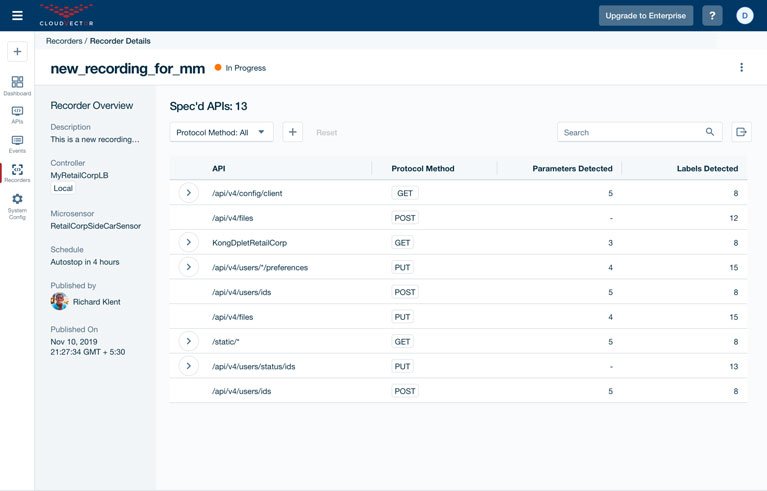 CLOUDVECTOR
Upgrade to Enterprise
?
D
Recorders / Recorder Details
new_recording_for_mm
In Progress
Dashboard
APIs
Events
Recorders
System
Config
Recorder Overview
Description
This is a new recording...
Controller
MyRetailCorpLB
Local
Microsensor
RetailCorpSideCarSensor
Schedule
Autostop in 4 hours
Published by
Richard Klent
Published On
Nov 10, 2019
21:27:34 GMT + 5:30
Spec'd APIs: 13
Protocol Method: All
+
Reset
Search
API Protocol Method Parameters Detected Labels Detected
/api/v4/config/client GET 5 8
/api/v4/files POST - 12
KongDpletRetailCorp GET 3 8
/api/v4/users/*/preferences PUT 4 15
/api/v4/users/ids POST 5 8
/api/v4/files PUT 4 15
/static/* GET 5 8
/api/v4/users/status/ids PUT - 13
/api/v4/users/ids POST 5 8